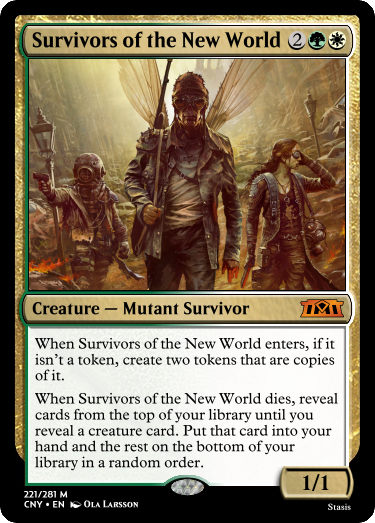 Survivors of the New World 2
Creature — Mutant Survivor
When Survivors of the New World enters, if it
isn't a token, create two tokens that are copies
of it.
When Survivors of the New World dies, reveal
cards from the top of your library until you
reveal a creature card. Put that card into your
hand and the rest on the bottom of your
library in a random order.
1/1
221/281 M
CNY • EN Ola Larsson
Stasis